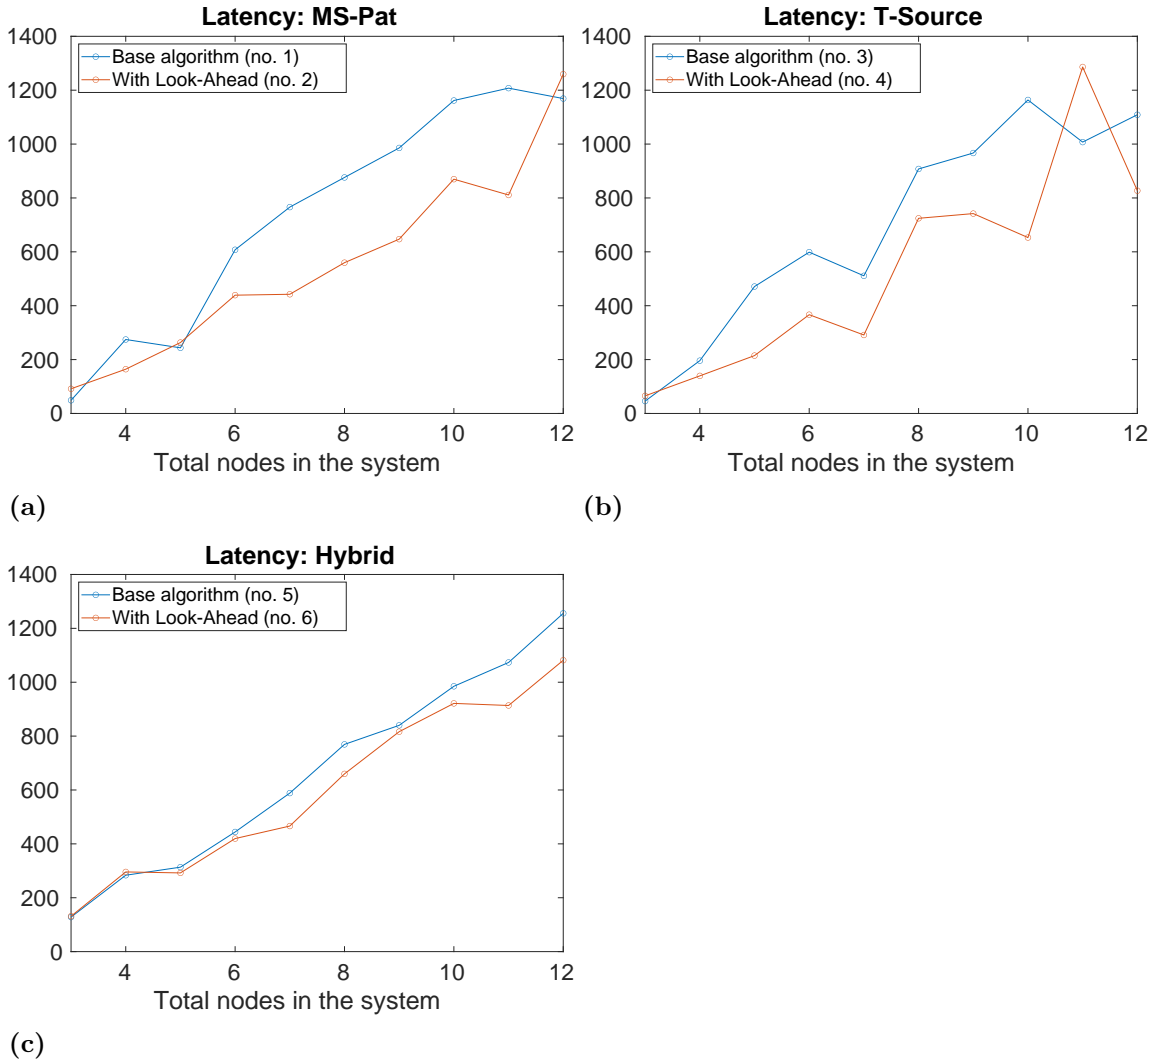 Latency: MS-Pat
1400
1200
1000
800
600
400
200
0
Base algorithm (no. 1)
With Look-Ahead (no. 2)
4 6 8 10 12
Total nodes in the system
(a)
Latency: T-Source
1400
1200
1000
800
600
400
200
0
Base algorithm (no. 3)
With Look-Ahead (no. 4)
4 6 8 10 12
Total nodes in the system
(b)
Latency: Hybrid
1400
1200
1000
800
600
400
200
0
Base algorithm (no. 5)
With Look-Ahead (no. 6)
4 6 8 10 12
Total nodes in the system
(c)